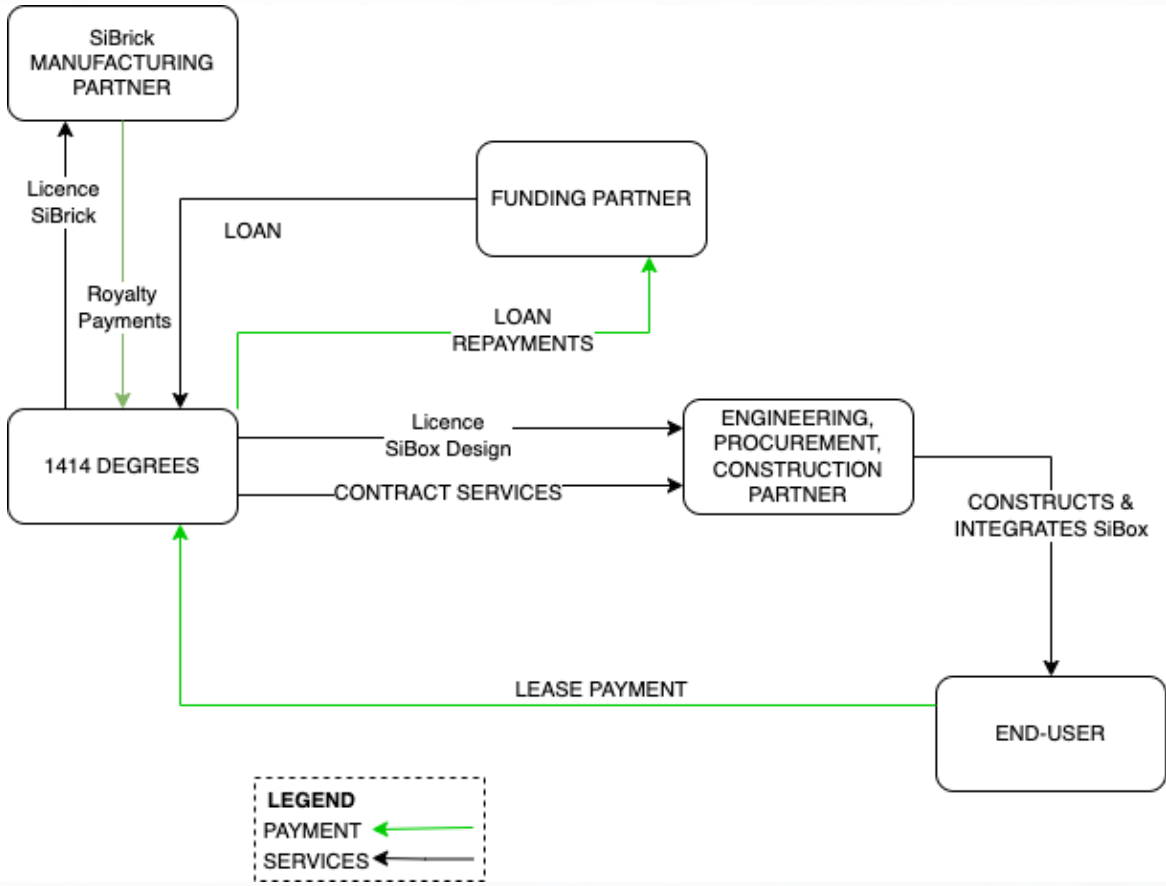 SiBrick
MANUFACTURING
PARTNER
Licence
SiBrick
Royalty
Payments
FUNDING PARTNER
LOAN
LOAN
REPAYMENTS
1414 DEGREES
Licence
SiBox Design
CONTRACT SERVICES
ENGINEERING,
PROCUREMENT,
CONSTRUCTION
PARTNER
CONSTRUCTS &
INTEGRATES SiBox
LEASE PAYMENT
END-USER
LEGEND
PAYMENT
SERVICES